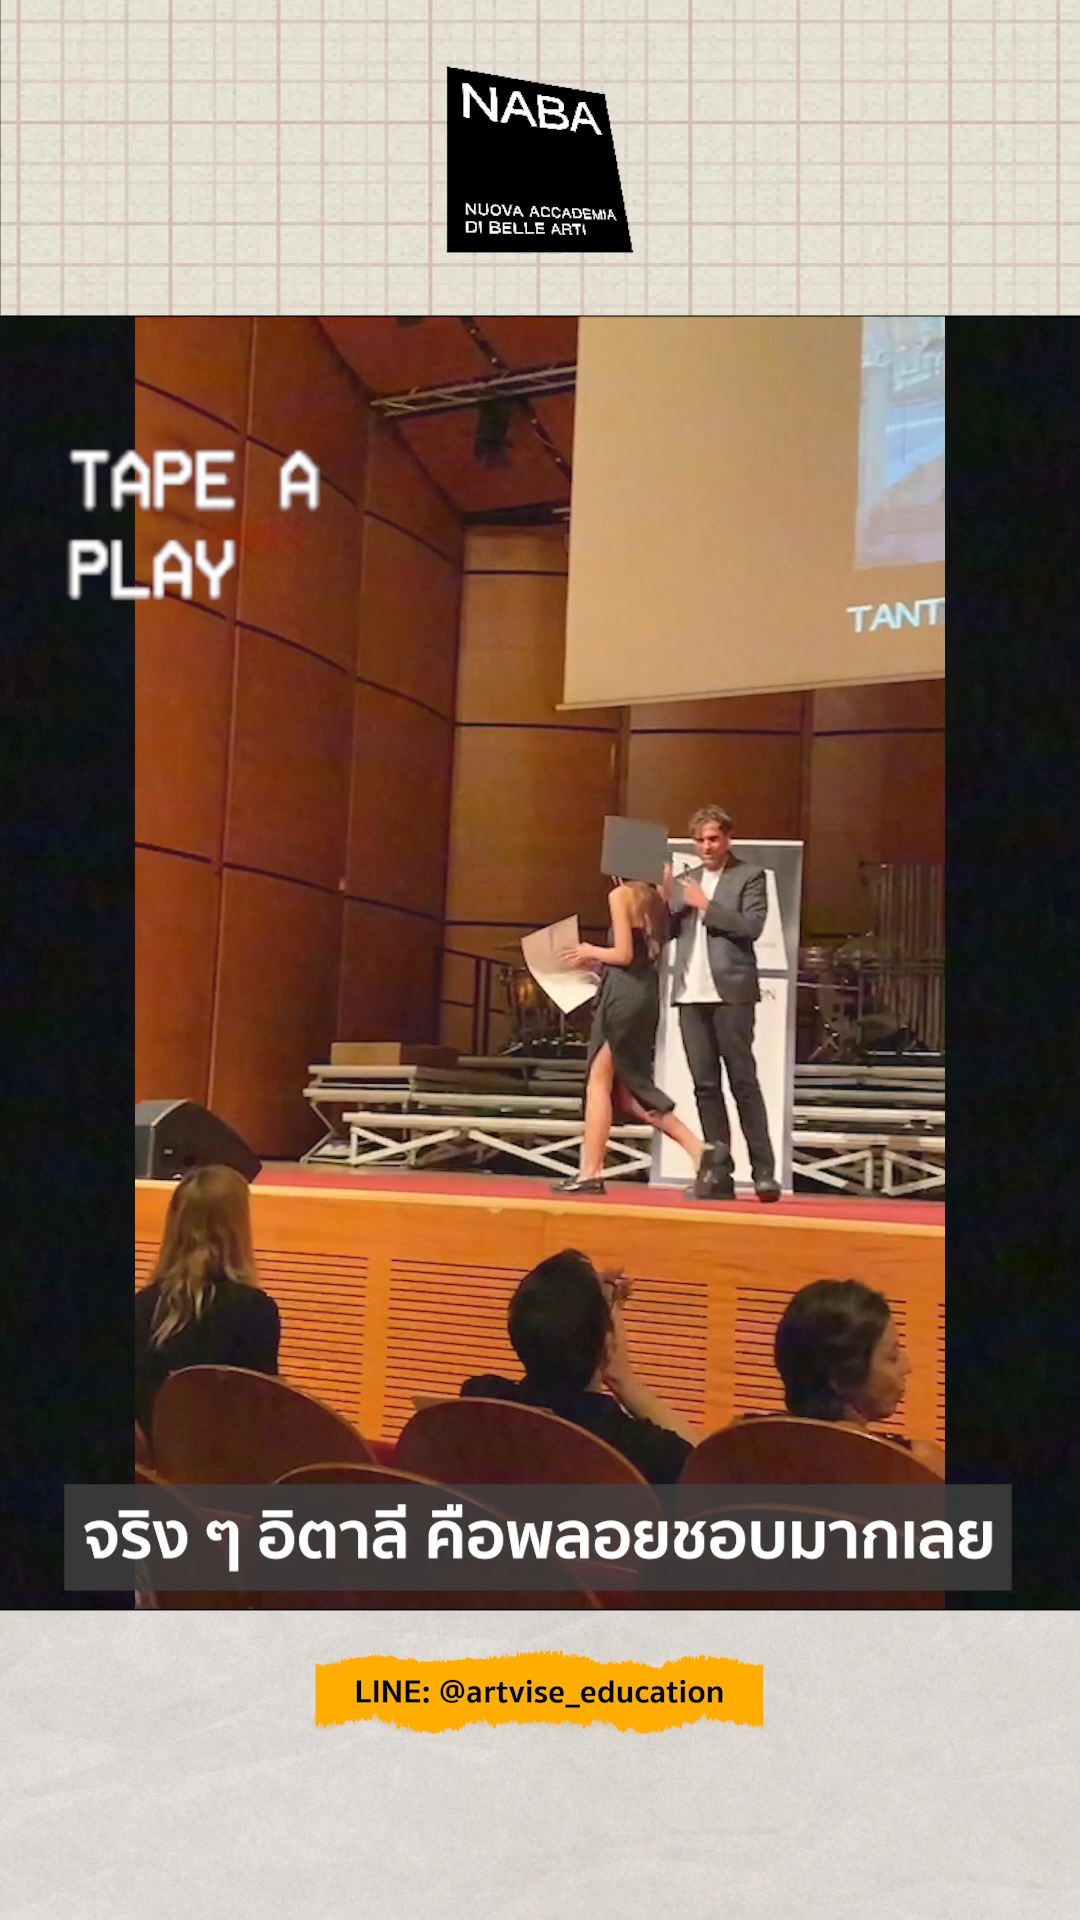 NABA
NUOVA ACCADEMIA
DI BELLE ARTI
TAPE A
PLAY
TANT
จริง ๆ อิตาลี คือพลอยชอบมากเลย
LINE: @artvise_education